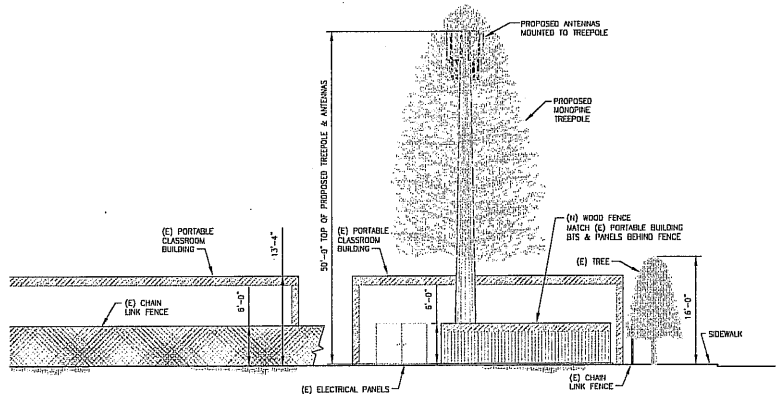 PROPOSED ANTENNAS
MOUNTED TO TREEPOLE
50'-0" TOP OF PROPOSED TREEPOLE & ANTENNAS
PROPOSED
MONOPINE
TREEPOLE
(E) PORTABLE
CLASSROOM
BUILDING
13'-4"
(E) PORTABLE
CLASSROOM
BUILDING
(N) WOOD FENCE
MATCH (E) PORTABLE BUILDING
BTS & PANELS BEHIND FENCE
(E) TREE
(E) CHAIN
LINK FENCE
6'-0"
6'-0"
16'-0"
SIDEWALK
(E) ELECTRICAL PANELS
(E) CHAIN
LINK FENCE